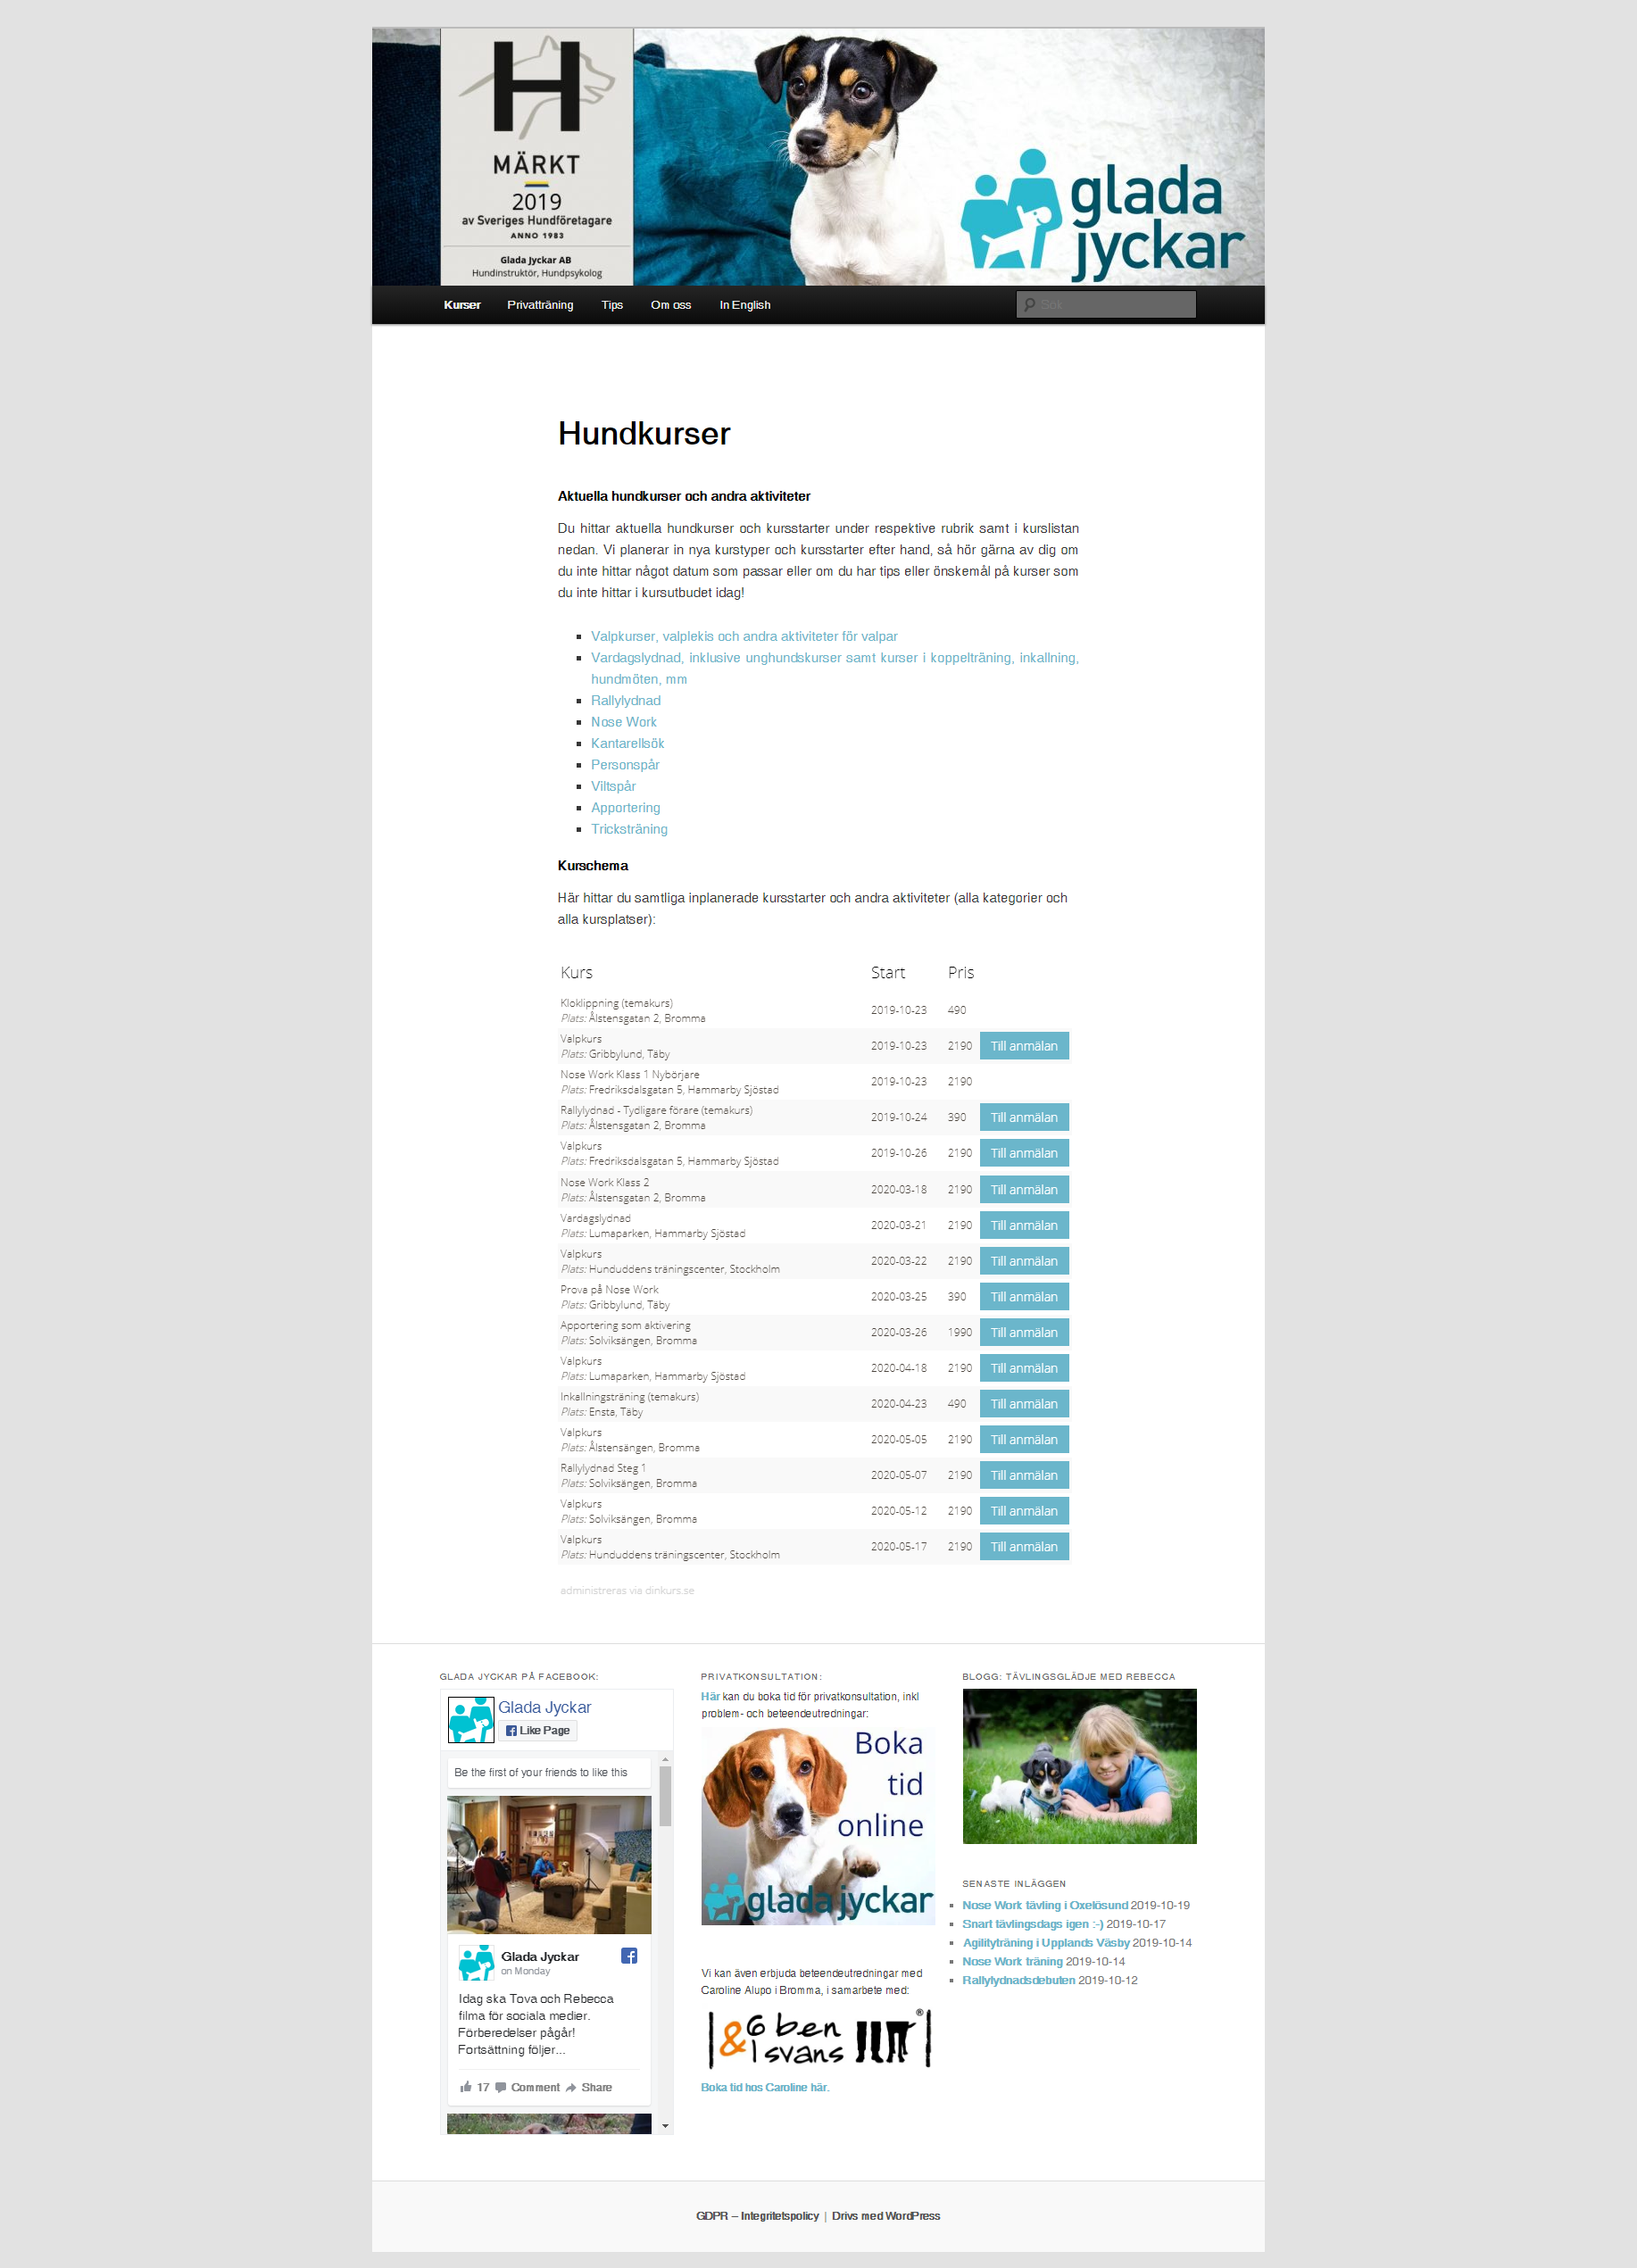 H
MÄRKT
2019
av Sveriges Hundföretagare
ANNO 1983
Glada Jyckar AB
Hundinstruktör, Hundpsykolog
glada
jyckar
Kurser Privatträning Tips Om oss In English Sök
Hundkurser
Aktuella hundkurser och andra aktiviteter
Du hittar aktuella hundkurser och kursstarter under respektive rubrik samt i kurslistan
nedan. Vi planerar in nya kurstyper och kursstarter efter hand, så hör gärna av dig om
du inte hittar något datum som passar eller om du har tips eller önskemål på kurser som
du inte hittar i kursutbudet idag!
Valpkurser, valplekis och andra aktiviteter för valpar
Vardagslydnad, inklusive unghundskurser samt kurser i koppelträning, inkallning,
hundmöten, mm
Rallylydnad
Nose Work
Kantarellsök
Personspår
Viltspår
Apportering
Tricksträning
Kurschema
Här hittar du samtliga inplanerade kursstarter och andra aktiviteter (alla kategorier och
alla kursplatser):
Kurs Start Pris
Kloklippning (temakurs)
Plats: Ålstensgatan 2, Bromma 2019-10-23 490
Valpkurs
Plats: Gribbylund, Täby 2019-10-23 2190 Till anmälan
Nose Work Klass 1 Nybörjare
Plats: Fredriksdalsgatan 5, Hammarby Sjöstad 2019-10-23 2190
Rallylydnad - Tydligare förare (temakurs)
Plats: Ålstensgatan 2, Bromma 2019-10-24 390 Till anmälan
Valpkurs
Plats: Fredriksdalsgatan 5, Hammarby Sjöstad 2019-10-26 2190 Till anmälan
Nose Work Klass 2
Plats: Ålstensgatan 2, Bromma 2020-03-18 2190 Till anmälan
Vardagslydnad
Plats: Lumaparken, Hammarby Sjöstad 2020-03-21 2190 Till anmälan
Valpkurs
Plats: Hunduddens träningscenter, Stockholm 2020-03-22 2190 Till anmälan
Prova på Nose Work
Plats: Gribbylund, Täby 2020-03-25 390 Till anmälan
Apportering som aktivering
Plats: Solviksängen, Bromma 2020-03-26 1990 Till anmälan
Valpkurs
Plats: Lumaparken, Hammarby Sjöstad 2020-04-18 2190 Till anmälan
Inkallningsträning (temakurs)
Plats: Ensta, Täby 2020-04-23 490 Till anmälan
Valpkurs
Plats: Ålstensängen, Bromma 2020-05-05 2190 Till anmälan
Rallylydnad Steg 1
Plats: Solviksängen, Bromma 2020-05-07 2190 Till anmälan
Valpkurs
Plats: Solviksängen, Bromma 2020-05-12 2190 Till anmälan
Valpkurs
Plats: Hunduddens träningscenter, Stockholm 2020-05-17 2190 Till anmälan
administreras via dinkurs.se
GLADA JYCKAR PÅ FACEBOOK:
Glada Jyckar
Like Page
Be the first of your friends to like this
Glada Jyckar
on Monday
Idag ska Tova och Rebecca
filma för sociala medier.
Förberedelser pågår!
Fortsättning följer...
17 Comment Share
PRIVATKONSULTATION:
Här kan du boka tid för privatkonsultation, inkl
problem- och beteendeutredningar:
Boka
tid
online
glada jyckar
Vi kan även erbjuda beteendeutredningar med
Caroline Alupo i Bromma, i samarbete med:
& 6 ben ®
1 svans
Boka tid hos Caroline här.
BLOGG: TÄVLINGSGLÄDJE MED REBECCA
SENASTE INLÄGGEN
Nose Work tävling i Oxelösund 2019-10-19
Snart tävlingsdags igen :-) 2019-10-17
Agilityträning i Upplands Väsby 2019-10-14
Nose Work träning 2019-10-14
Rallylydnadsdebuten 2019-10-12
GDPR – Integritetspolicy | Drivs med WordPress